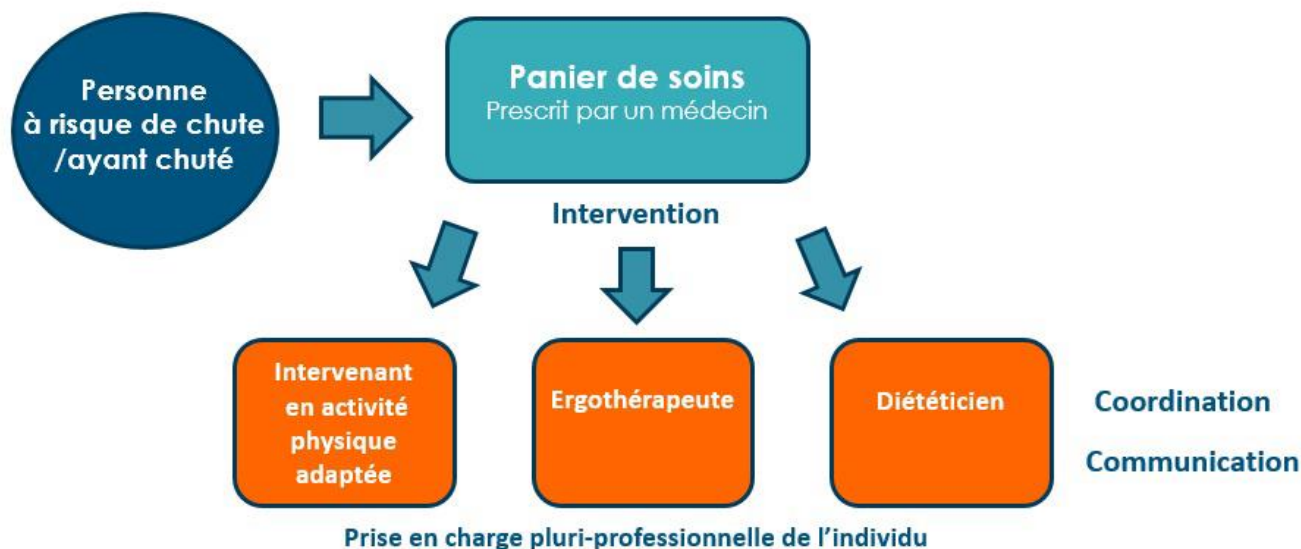 Personne
à risque de chute
/ayant chuté
Panier de soins
Prescrit par un médecin
Intervention
Intervenant
en activité
physique
adaptée
Ergothérapeute
Diététicien
Coordination
Communication
Prise en charge pluri-professionnelle de l'individu